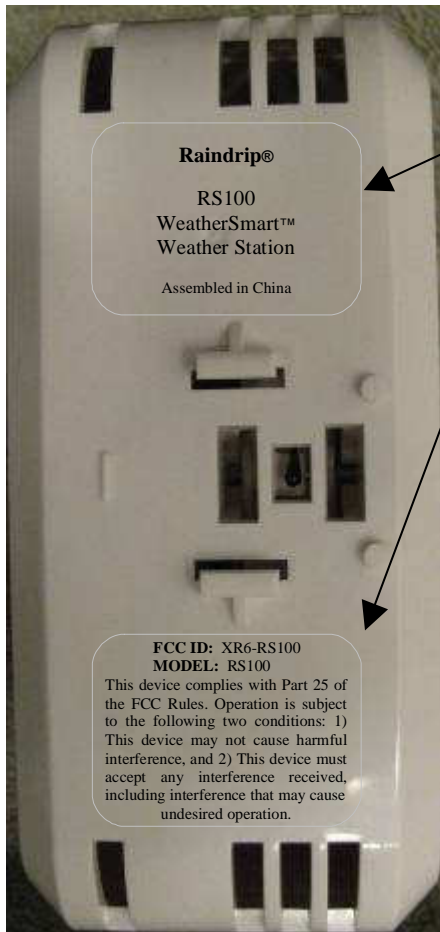 Raindrip®
RS100
WeatherSmart™
Weather Station
Assembled in China
FCC ID: XR6-RS100
MODEL: RS100
This device complies with Part 25 of
the FCC Rules. Operation is subject
to the following two conditions: 1)
This device may not cause harmful
interference, and 2) This device must
accept any interference received,
including interference that may cause
undesired operation.